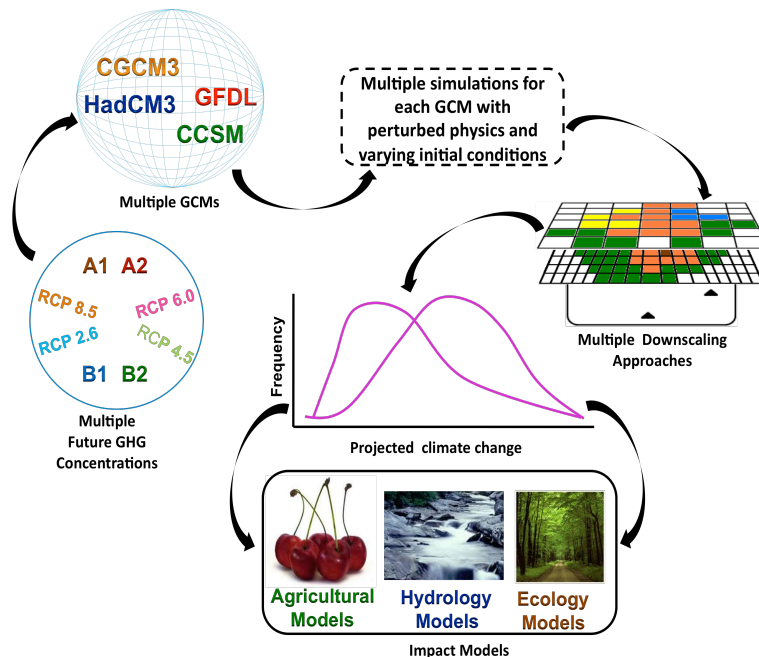 CGCM3
HadCM3
GFDL
CCSM
Multiple GCMs
Multiple simulations for
each GCM with
perturbed physics and
varying initial conditions
A1 A2
RCP 8.5
RCP 6.0
RCP 2.6
RCP 4.5
B1 B2
Multiple
Future GHG
Concentrations
Multiple Downscaling
Approaches
Frequency
Projected climate change
Agricultural
Models
Hydrology
Models
Ecology
Models
Impact Models